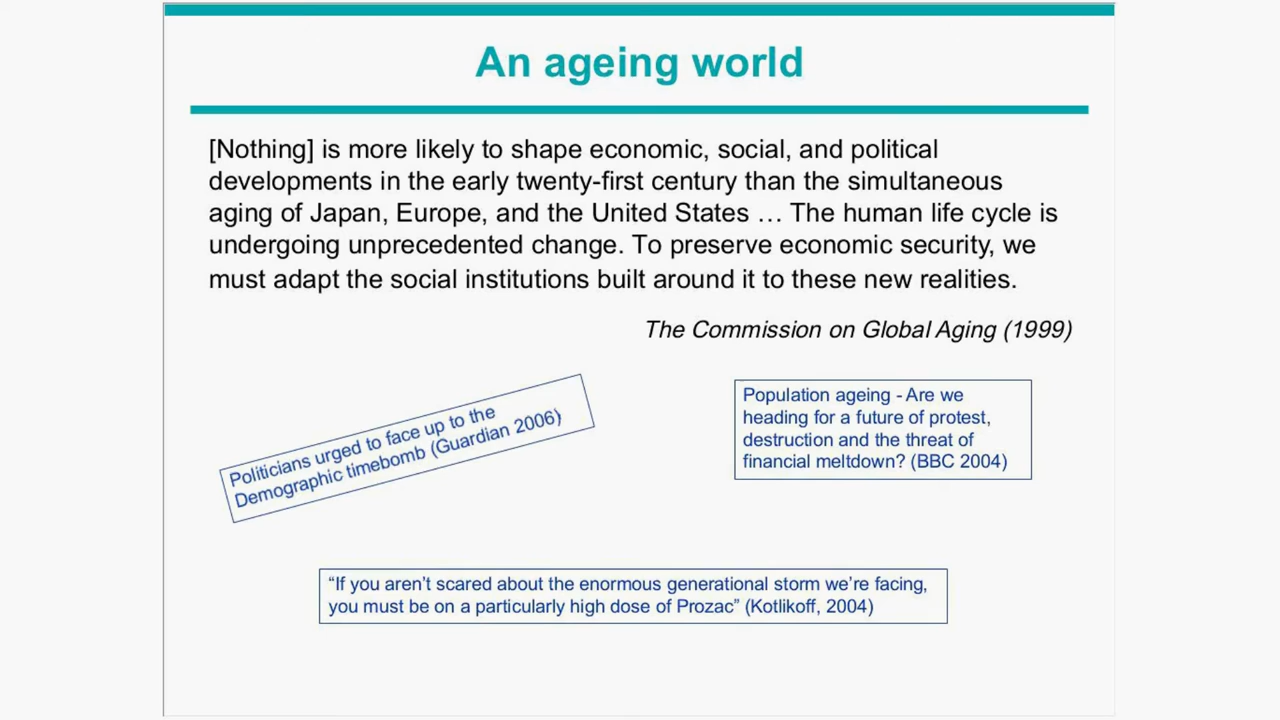 An ageing world
[Nothing] is more likely to shape economic, social, and political
developments in the early twenty-first century than the simultaneous
aging of Japan, Europe, and the United States … The human life cycle is
undergoing unprecedented change. To preserve economic security, we
must adapt the social institutions built around it to these new realities.
The Commission on Global Aging (1999)
Politicians urged to face up to the
Demographic timebomb (Guardian 2006)
Population ageing - Are we
heading for a future of protest,
destruction and the threat of
financial meltdown? (BBC 2004)
“If you aren’t scared about the enormous generational storm we’re facing,
you must be on a particularly high dose of Prozac” (Kotlikoff, 2004)